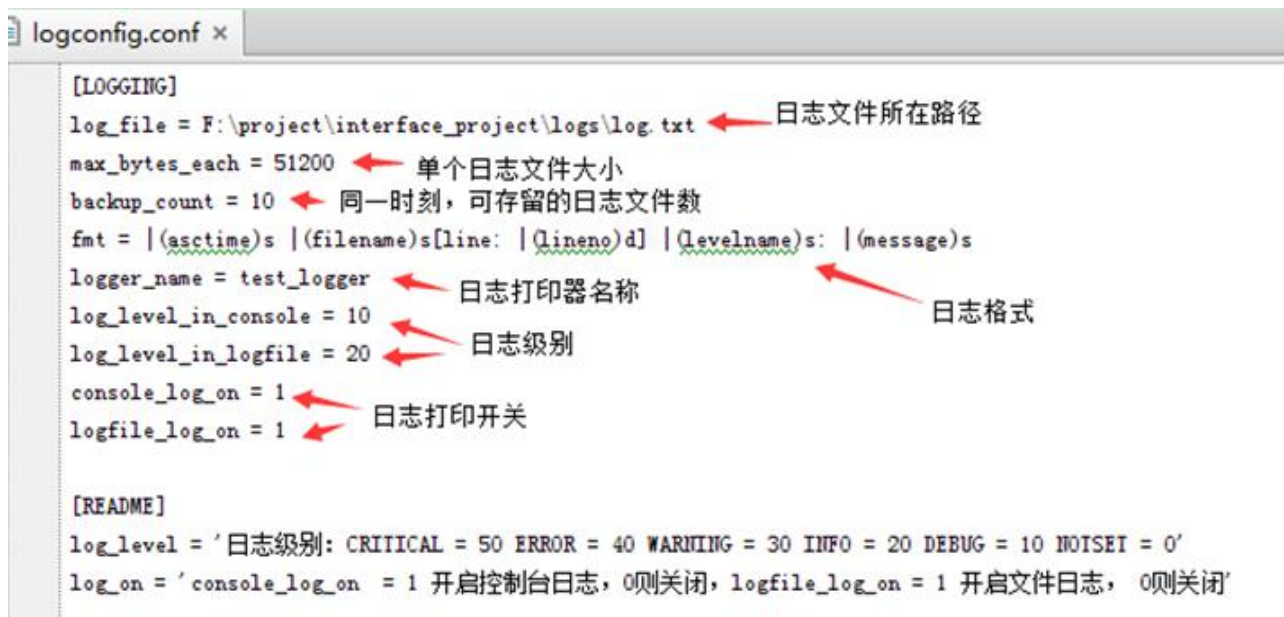 logconfig.conf ×
[LOGGING]
log_file = F:\project\interface_project\logs\log.txt 日志文件所在路径
max_bytes_each = 51200 单个日志文件大小
backup_count = 10 同一时刻，可存留的日志文件数
fmt = |(asctime)s |(filename)s[line: |(lineno)d] |(levelname)s: |(message)s
日志格式
logger_name = test_logger 日志打印器名称
log_level_in_console = 10
日志级别
log_level_in_logfile = 20
console_log_on = 1
日志打印开关
logfile_log_on = 1
[README]
log_level = '日志级别: CRITICAL = 50 ERROR = 40 WARNING = 30 INFO = 20 DEBUG = 10 NOTSET = 0'
log_on = 'console_log_on = 1 开启控制台日志，0则关闭，logfile_log_on = 1 开启文件日志， 0则关闭'